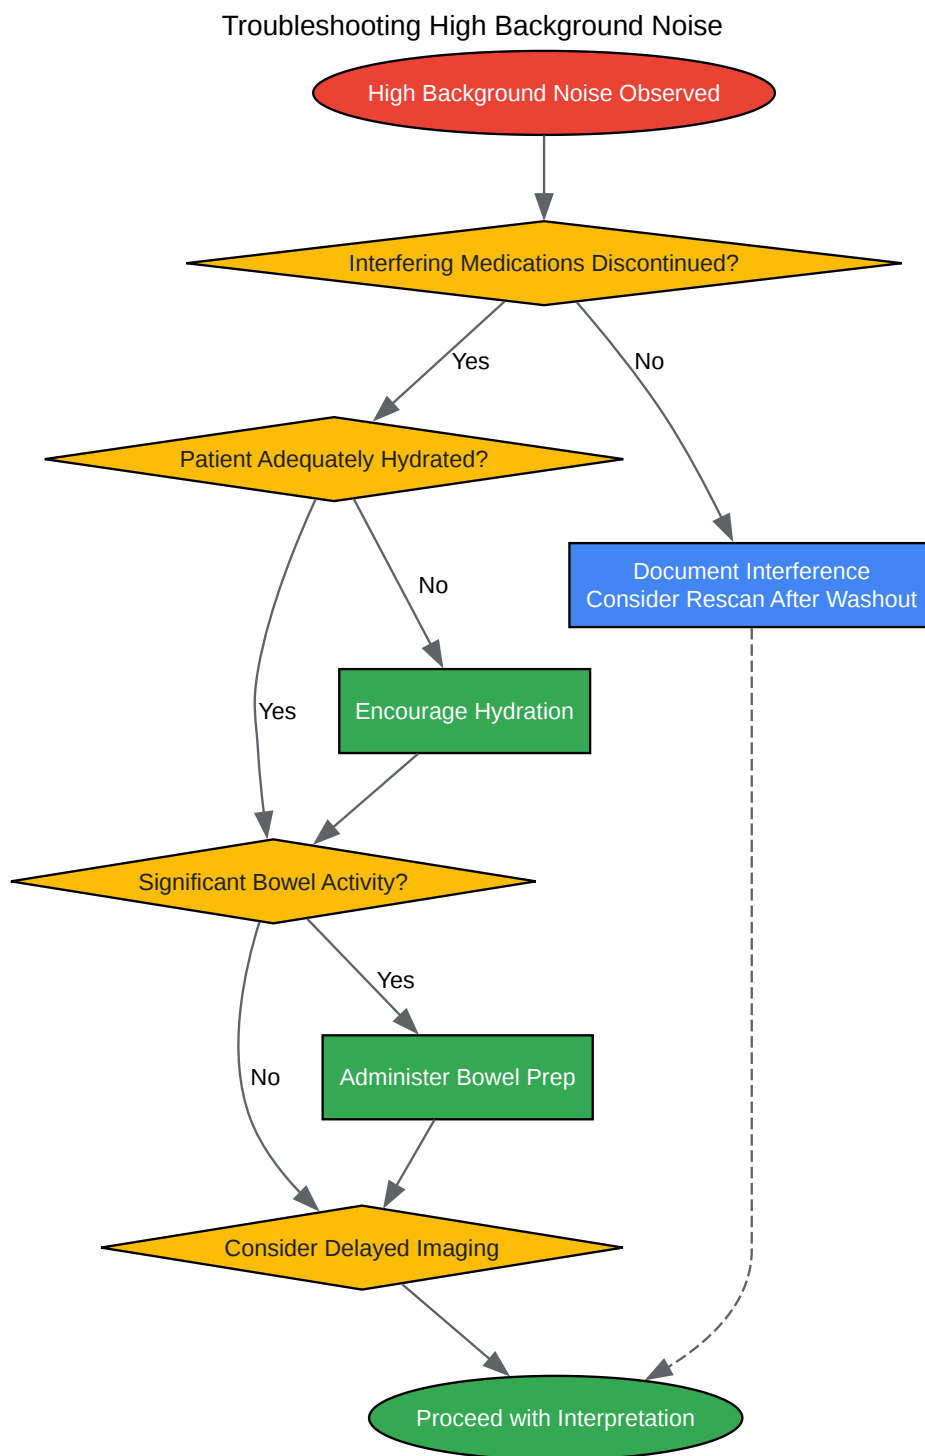 Troubleshooting High Background Noise
High Background Noise Observed
Interfering Medications Discontinued?
Yes
No
Patient Adequately Hydrated?
Document Interference
Consider Rescan After Washout
No
Yes
Encourage Hydration
Significant Bowel Activity?
Yes
No
Administer Bowel Prep
Consider Delayed Imaging
Proceed with Interpretation